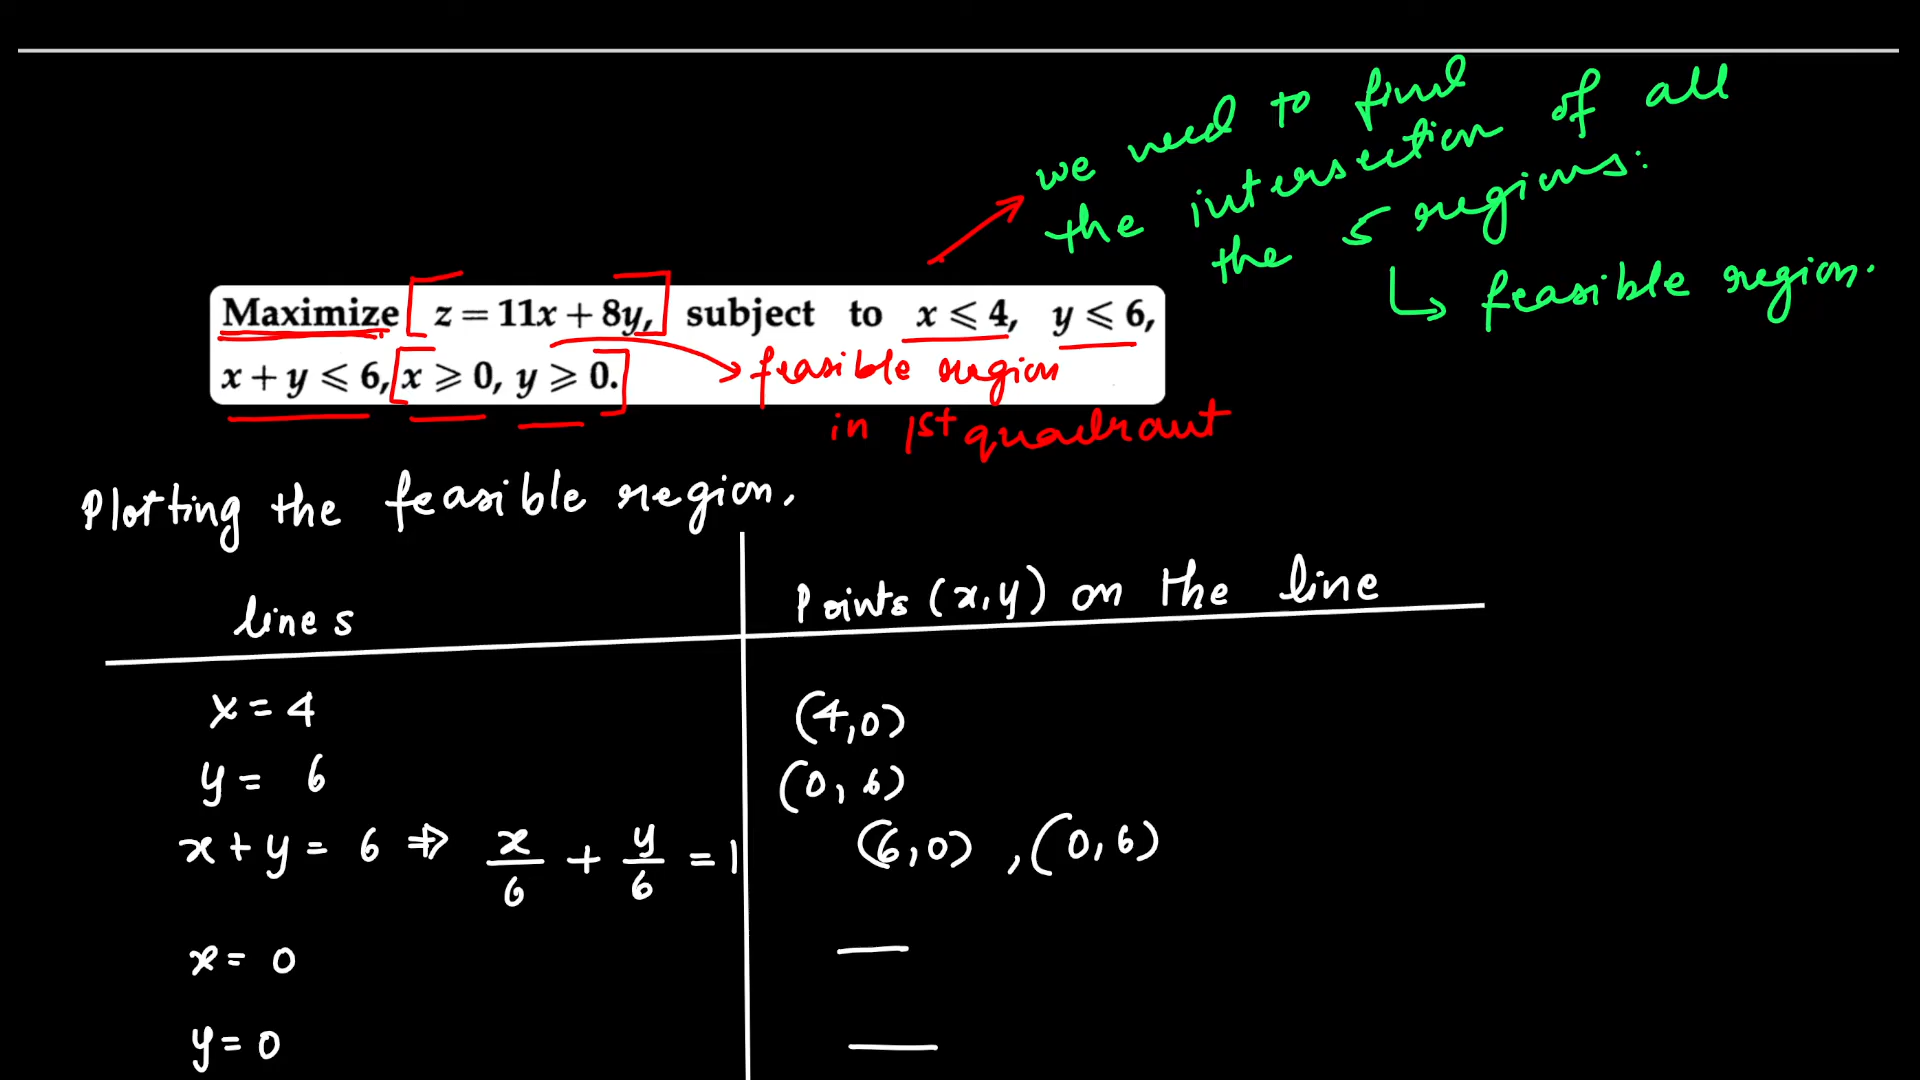 we need to find
the intersection of all
the 5 regions:
↳ feasible region.
Maximize z = 11x + 8y, subject to x ⩽ 4, y ⩽ 6,
x + y ⩽ 6, x ⩾ 0, y ⩾ 0.
feasible region
in 1st quadrant
Plotting the feasible region.
lines
Points (x,y) on the line
x = 4
(4,0)
y = 6
(0,6)
x + y = 6 ⇒ x/6 + y/6 = 1
(6,0), (0,6)
x = 0
—
y = 0
—